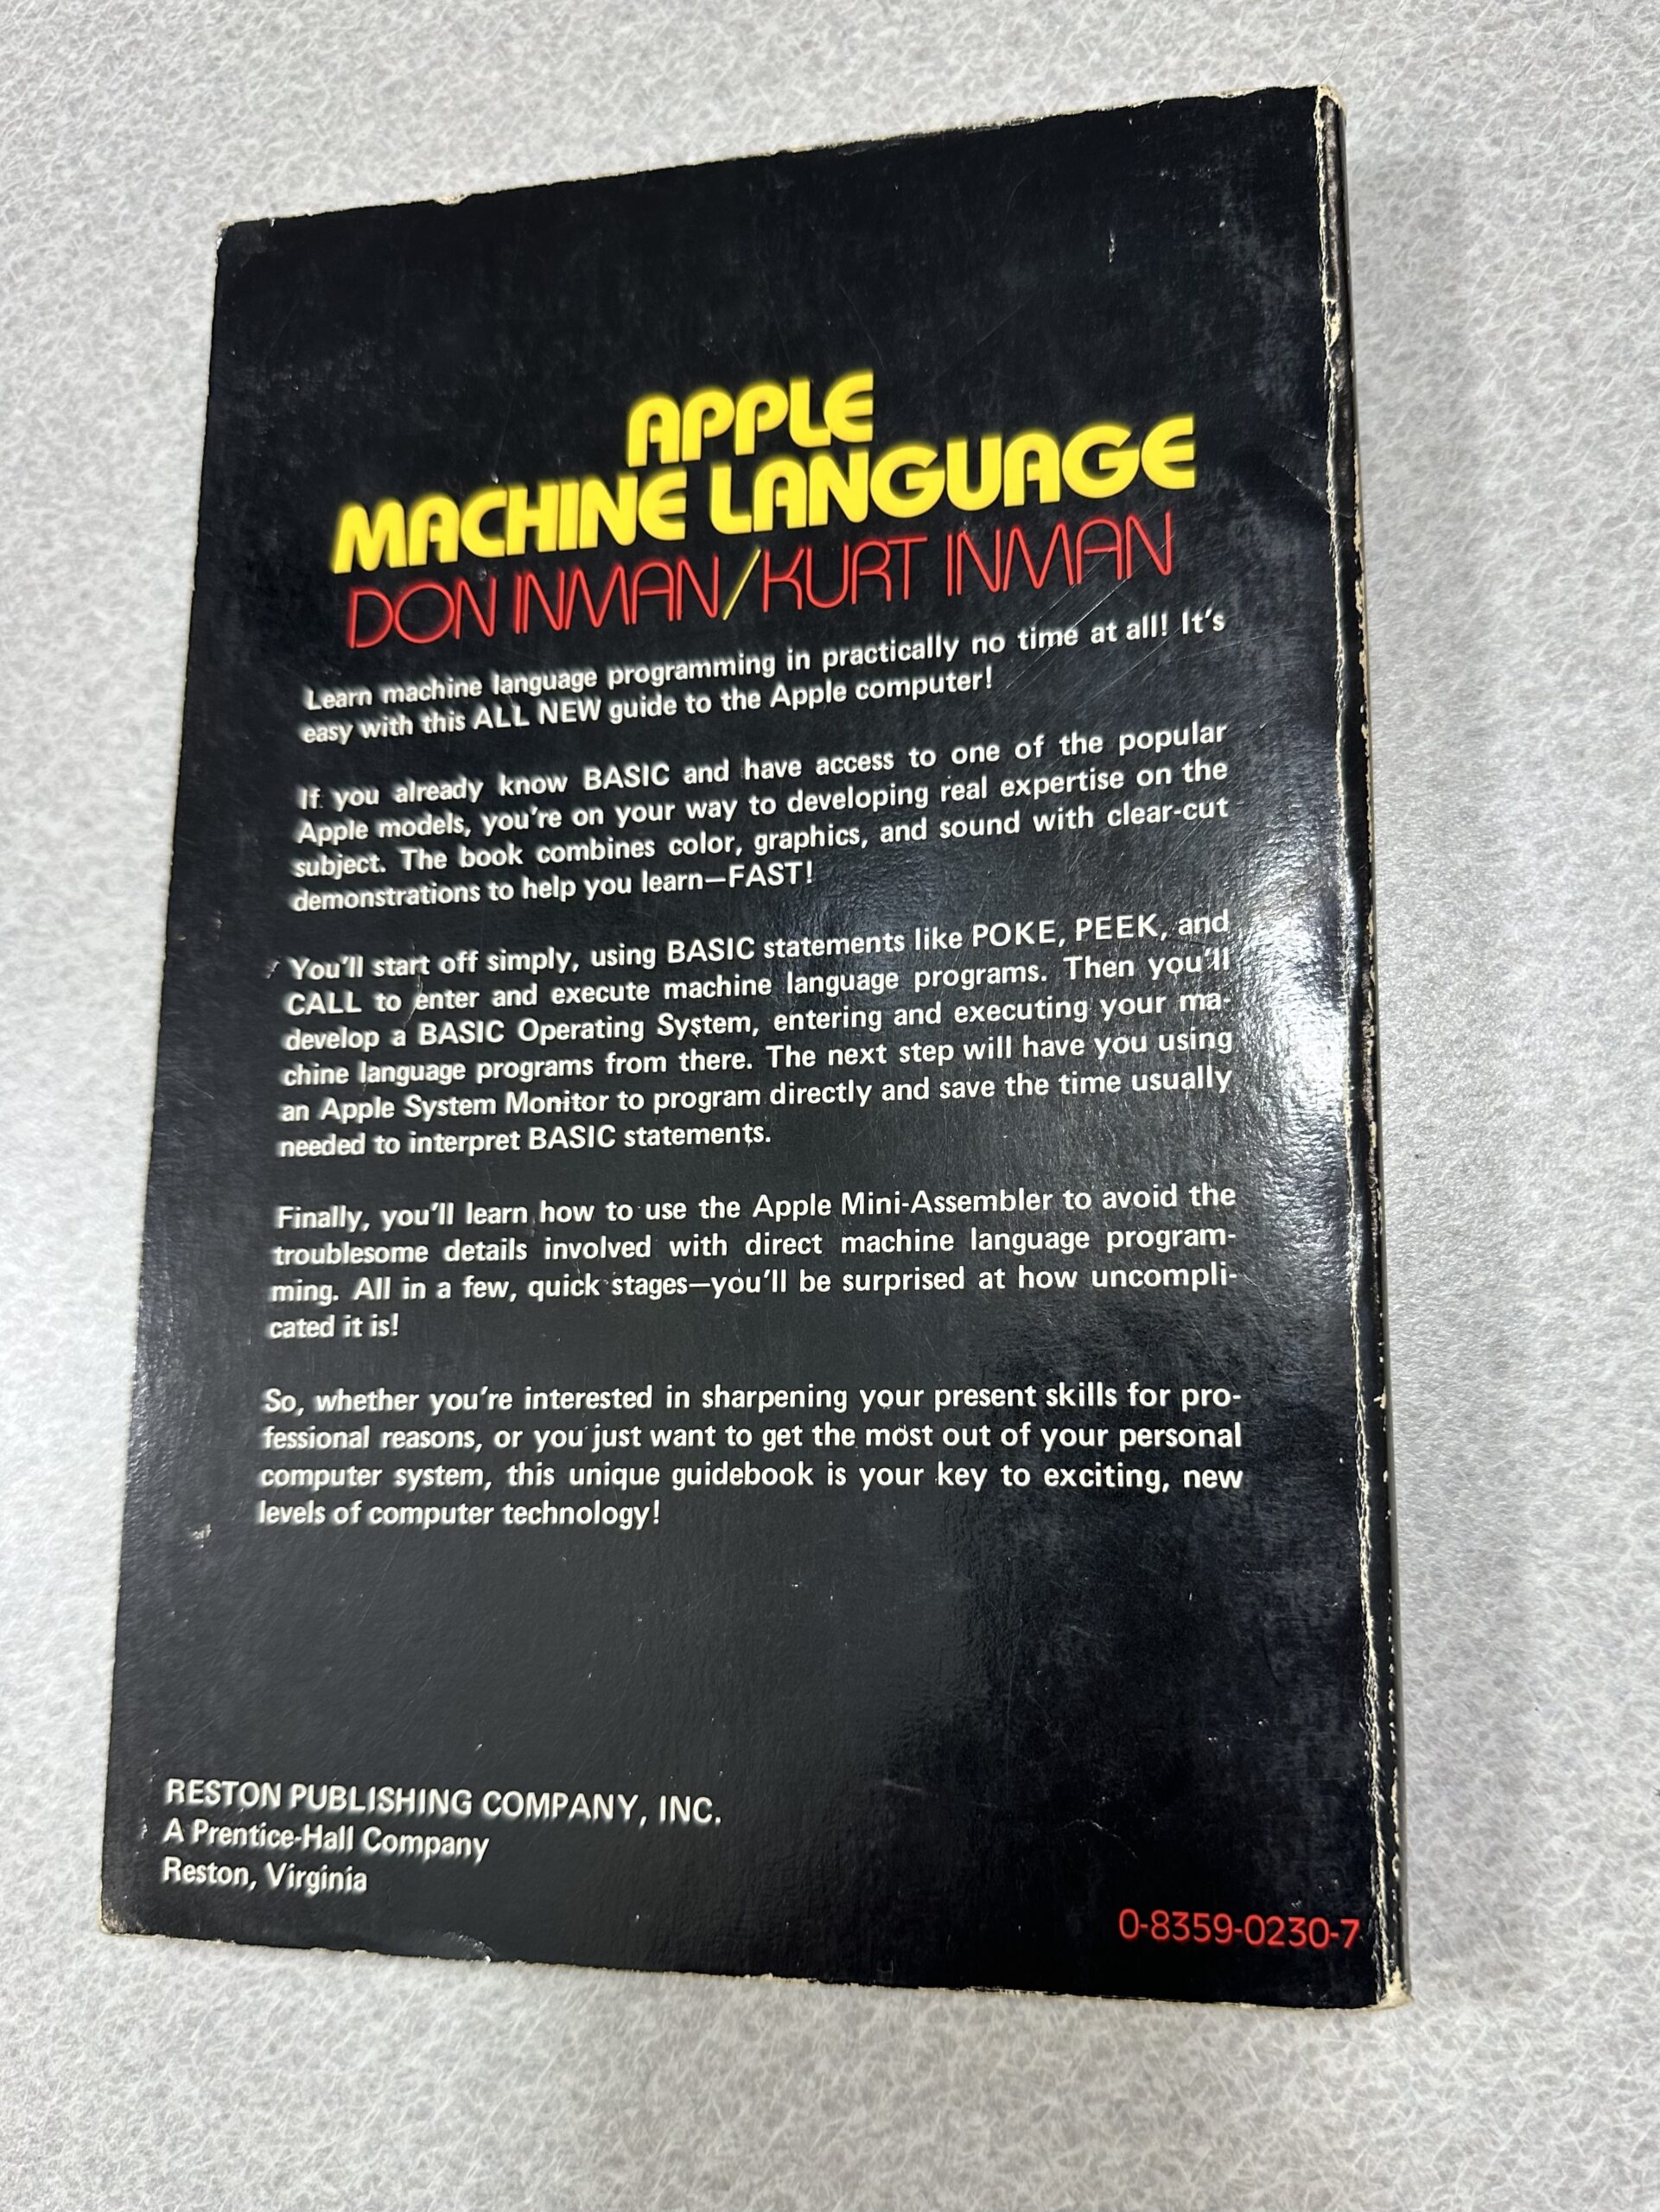 APPLE
MACHINE LANGUAGE
DON INMAN/KURT INMAN
Learn machine language programming in practically no time at all! It's
easy with this ALL NEW guide to the Apple computer!
If you already know BASIC and have access to one of the popular
Apple models, you're on your way to developing real expertise on the
subject. The book combines color, graphics, and sound with clear-cut
demonstrations to help you learn—FAST!
You'll start off simply, using BASIC statements like POKE, PEEK, and
CALL to enter and execute machine language programs. Then you'll
develop a BASIC Operating System, entering and executing your ma-
chine language programs from there. The next step will have you using
an Apple System Monitor to program directly and save the time usually
needed to interpret BASIC statements.
Finally, you'll learn how to use the Apple Mini-Assembler to avoid the
troublesome details involved with direct machine language program-
ming. All in a few, quick stages—you'll be surprised at how uncompli-
cated it is!
So, whether you're interested in sharpening your present skills for pro-
fessional reasons, or you just want to get the most out of your personal
computer system, this unique guidebook is your key to exciting, new
levels of computer technology!
RESTON PUBLISHING COMPANY, INC.
A Prentice-Hall Company
Reston, Virginia
0-8359-0230-7